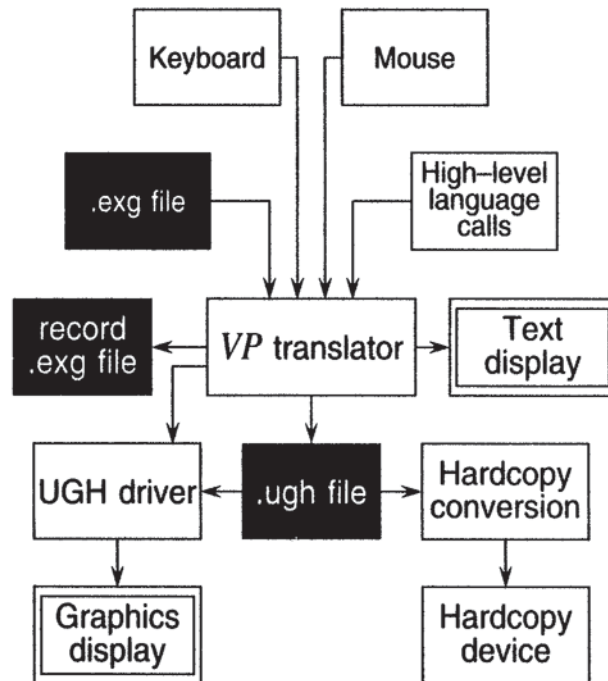 Keyboard
Mouse
.exg file
High–level
language
calls
record
.exg file
VP translator
Text
display
UGH driver
.ugh file
Hardcopy
conversion
Graphics
display
Hardcopy
device